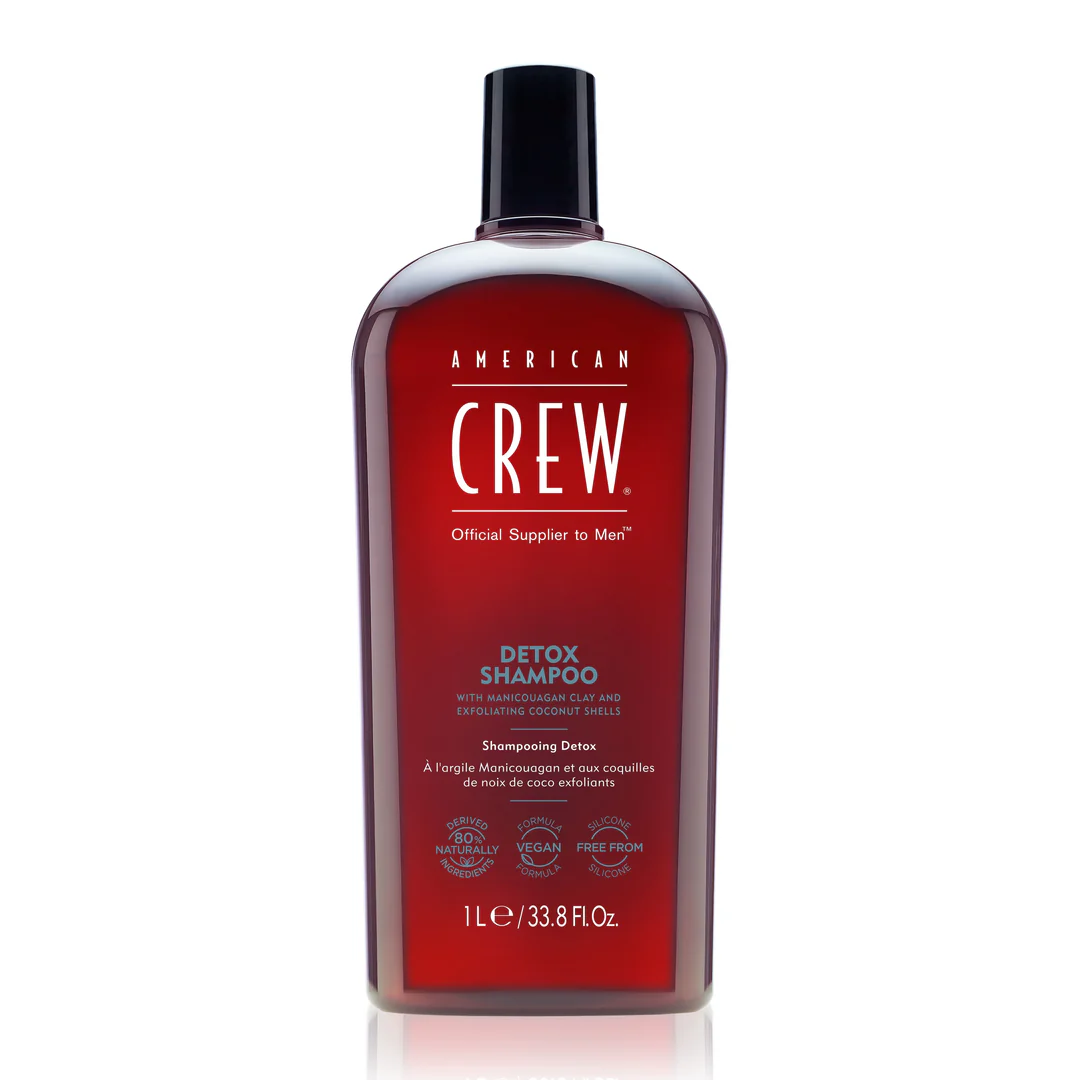 AMERICAN
CREW®
Official Supplier to Men™
DETOX
SHAMPOO
WITH MANICOUAGAN CLAY AND
EXFOLIATING COCONUT SHELLS
Shampooing Detox
À l'argile Manicouagan et aux coquilles
de noix de coco exfoliants
DERIVED
80%
NATURALLY
INGREDIENTS
FORMULA
VEGAN
FORMULA
SILICONE
FREE FROM
SILICONE
1 L ℮ / 33.8 Fl. Oz.